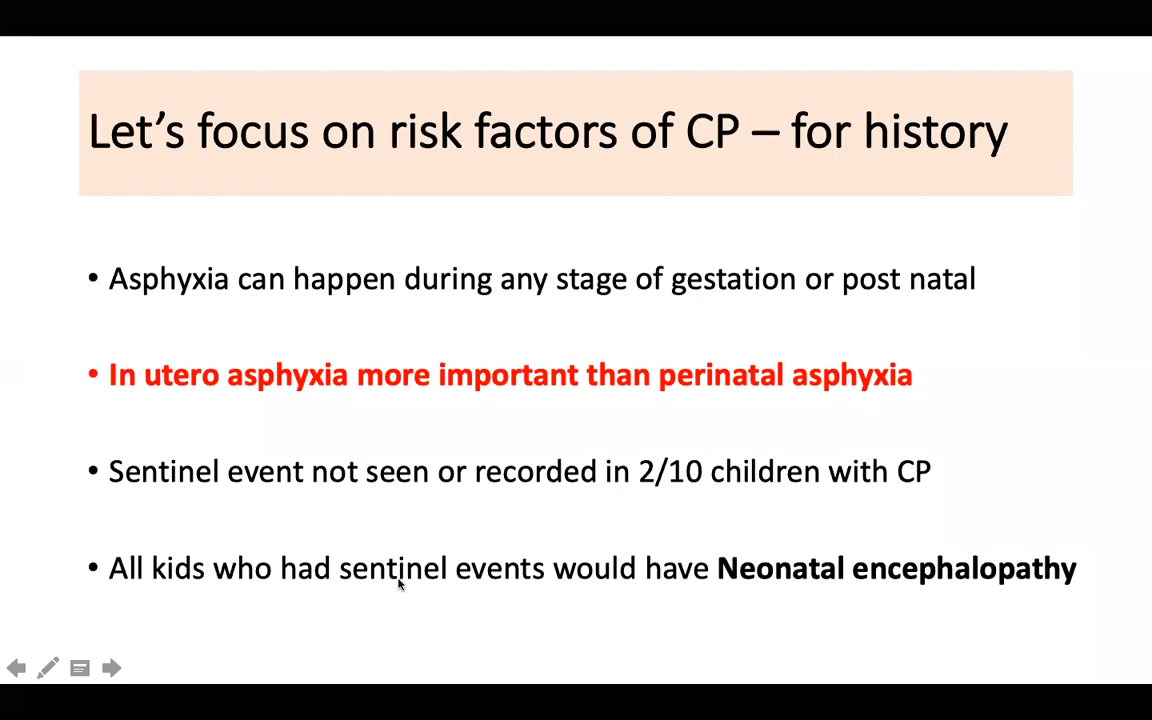 Let's focus on risk factors of CP – for history
• Asphyxia can happen during any stage of gestation or post natal
• In utero asphyxia more important than perinatal asphyxia
• Sentinel event not seen or recorded in 2/10 children with CP
• All kids who had sentinel events would have Neonatal encephalopathy